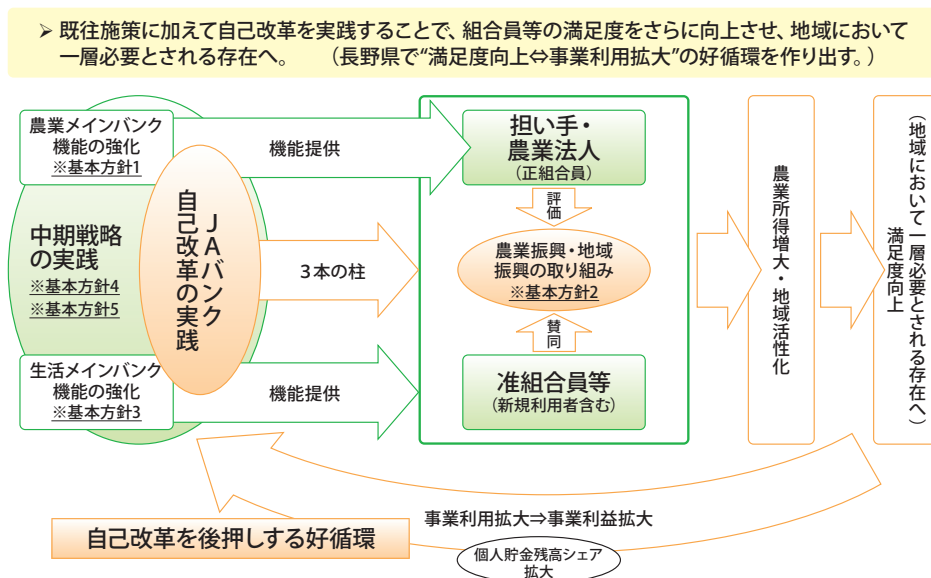 ➢ 既往施策に加えて自己改革を実践することで、組合員等の満足度をさらに向上させ、地域において
一層必要とされる存在へ。　（長野県で“満足度向上⇔事業利用拡大”の好循環を作り出す。）
農業メインバンク
機能の強化
※基本方針1
中期戦略
の実践
※基本方針4
※基本方針5
生活メインバンク
機能の強化
※基本方針3
ＪＡバンク
自己改革の実践
機能提供
３本の柱
機能提供
担い手・
農業法人
（正組合員）
評価
農業振興・地域
振興の取り組み
※基本方針2
賛同
准組合員等
（新規利用者含む）
農業所得増大・地域活性化
（地域において一層必要とされる存在へ）
満足度向上
事業利用拡大⇒事業利益拡大
自己改革を後押しする好循環
個人貯金残高シェア
拡大